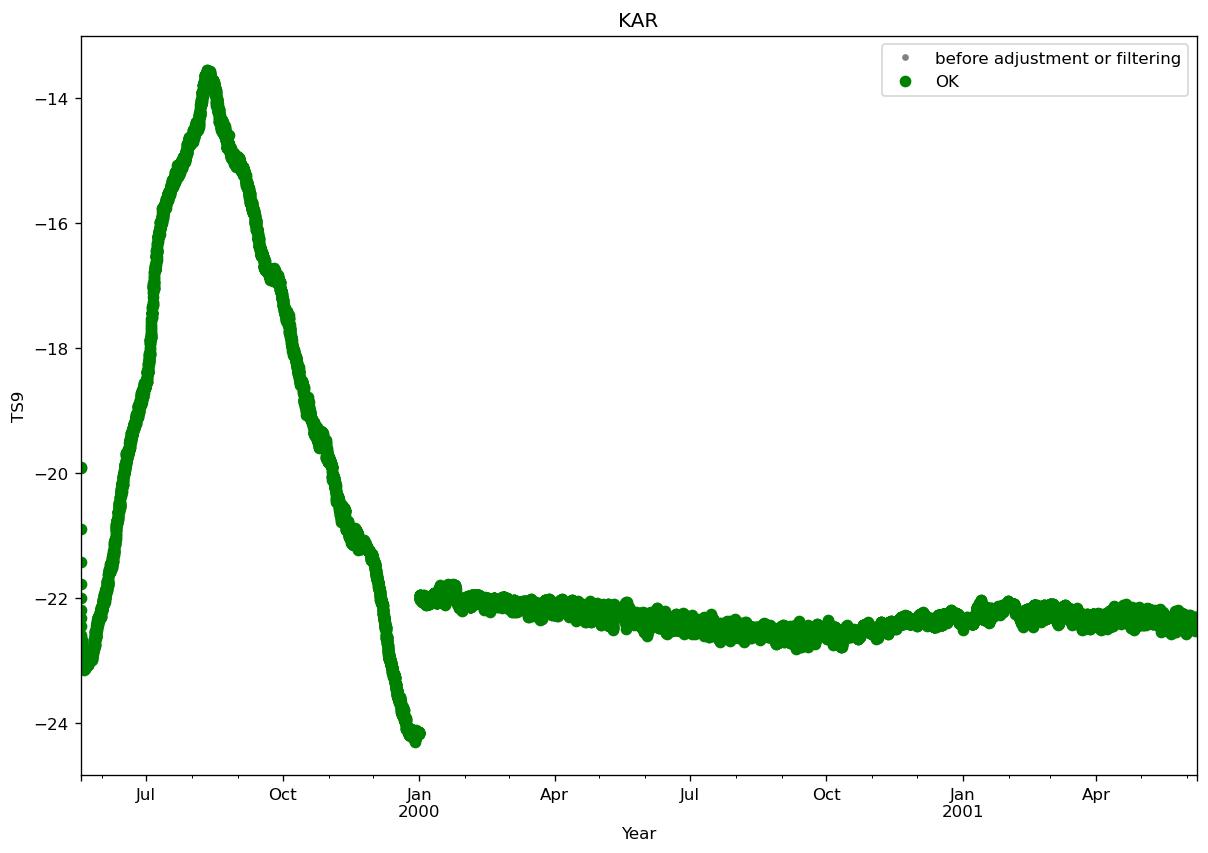 KAR
before adjustment or filtering
OK
−14
−16
−18
−20
−22
−24
TS9
Jul
Oct
Jan
2000
Apr
Jul
Oct
Jan
2001
Apr
Year